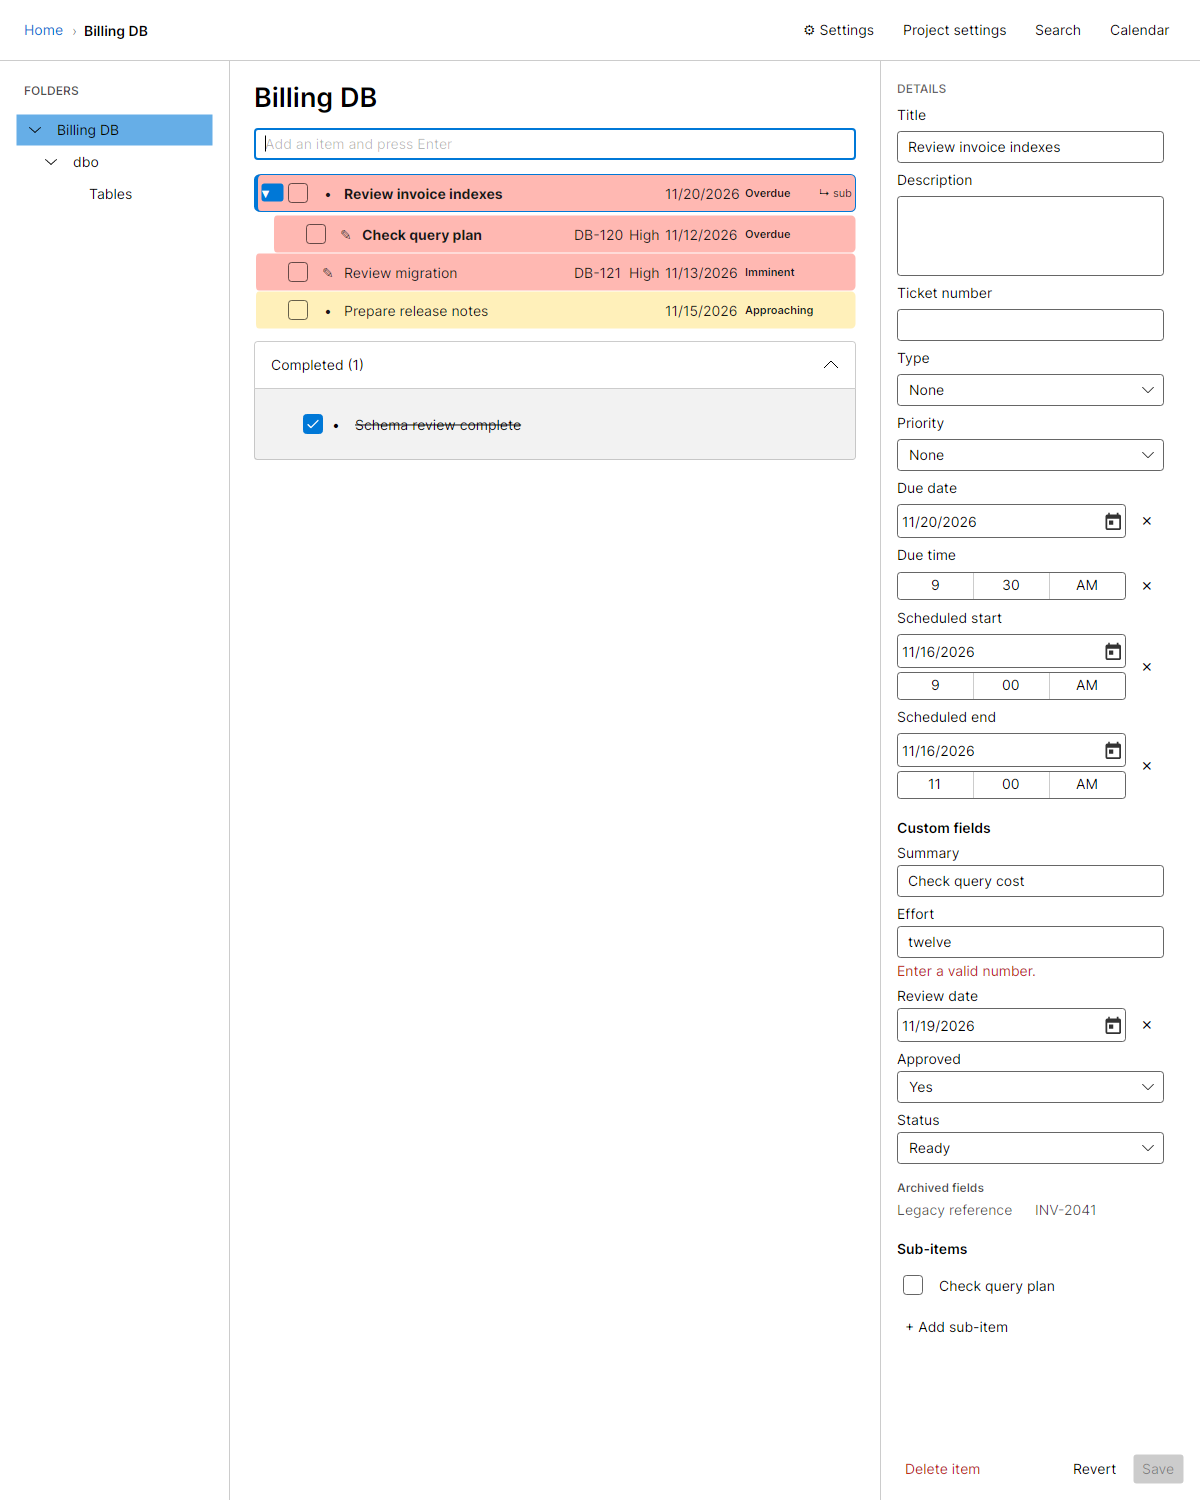 Home › Billing DB
⚙ Settings
Project settings
Search
Calendar
FOLDERS
Billing DB
dbo
Tables
Billing DB
Add an item and press Enter
• Review invoice indexes 11/20/2026 Overdue ↳ sub
✎ Check query plan DB-120 High 11/12/2026 Overdue
✎ Review migration DB-121 High 11/13/2026 Imminent
• Prepare release notes 11/15/2026 Approaching
Completed (1)
• Schema review complete
DETAILS
Title
Review invoice indexes
Description
Ticket number
Type
None
Priority
None
Due date
11/20/2026 ×
Due time
9 30 AM ×
Scheduled start
11/16/2026
×
9 00 AM
Scheduled end
11/16/2026
×
11 00 AM
Custom fields
Summary
Check query cost
Effort
twelve
Enter a valid number.
Review date
11/19/2026 ×
Approved
Yes
Status
Ready
Archived fields
Legacy reference INV-2041
Sub-items
Check query plan
+ Add sub-item
Delete item
Revert
Save